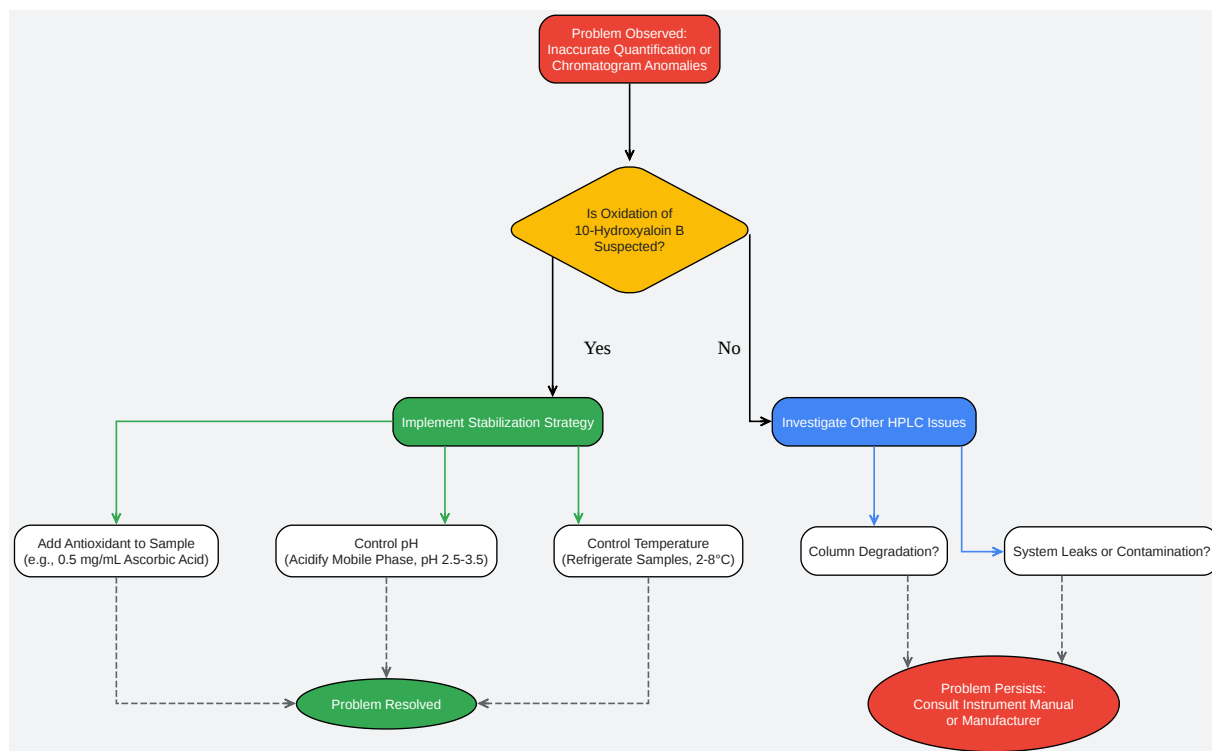 Problem Observed:
Inaccurate Quantification or
Chromatogram Anomalies
Is Oxidation of
10-Hydroxyaloin B
Suspected?
Yes
No
Implement Stabilization Strategy
Investigate Other HPLC Issues
Add Antioxidant to Sample
(e.g., 0.5 mg/mL Ascorbic Acid)
Control pH
(Acidify Mobile Phase, pH 2.5-3.5)
Control Temperature
(Refrigerate Samples, 2-8°C)
Column Degradation?
System Leaks or Contamination?
Problem Resolved
Problem Persists:
Consult Instrument Manual
or Manufacturer